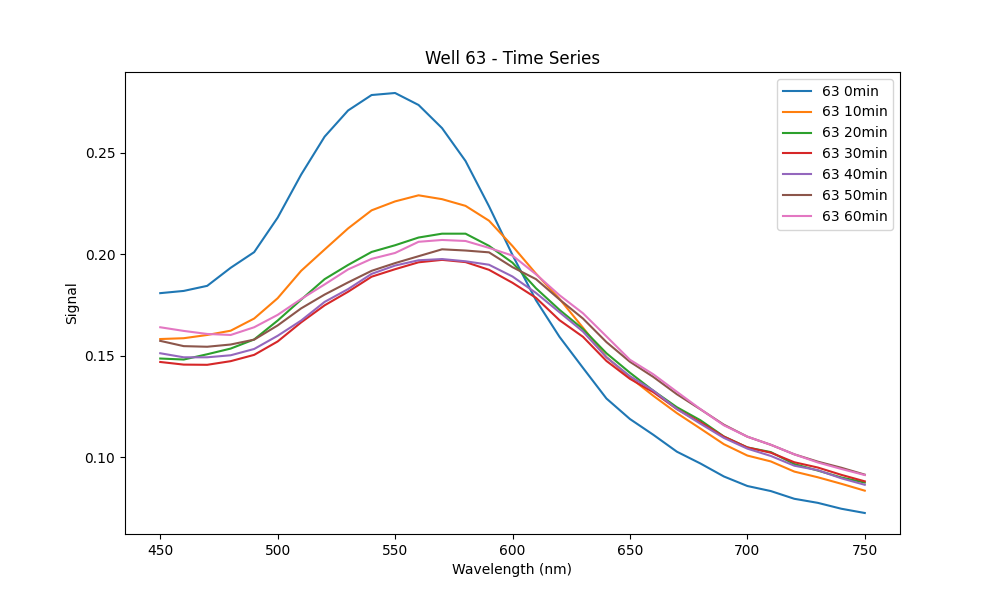 Well 63 - Time Series
63 0min
63 10min
63 20min
63 30min
63 40min
63 50min
63 60min
Signal
0.25
0.20
0.15
0.10
450 500 550 600 650 700 750
Wavelength (nm)